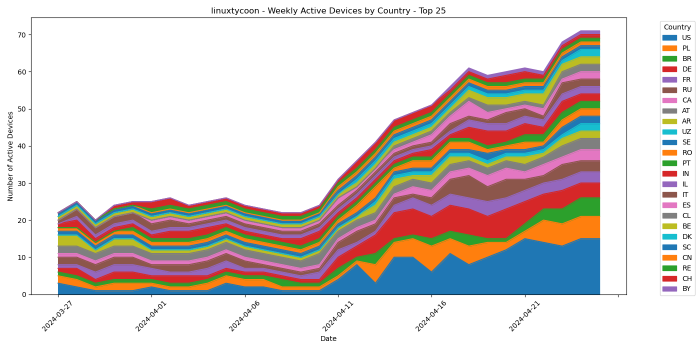 linuxtycoon - Weekly Active Devices by Country - Top 25
Number of Active Devices
70
60
50
40
30
20
10
0
2024-03-27
2024-04-01
2024-04-06
2024-04-11
2024-04-16
2024-04-21
Date
Country
US
PL
BR
DE
FR
RU
CA
AT
AR
UZ
SE
RO
PT
IN
IL
IT
ES
CL
BE
DK
SC
CN
RE
CH
BY